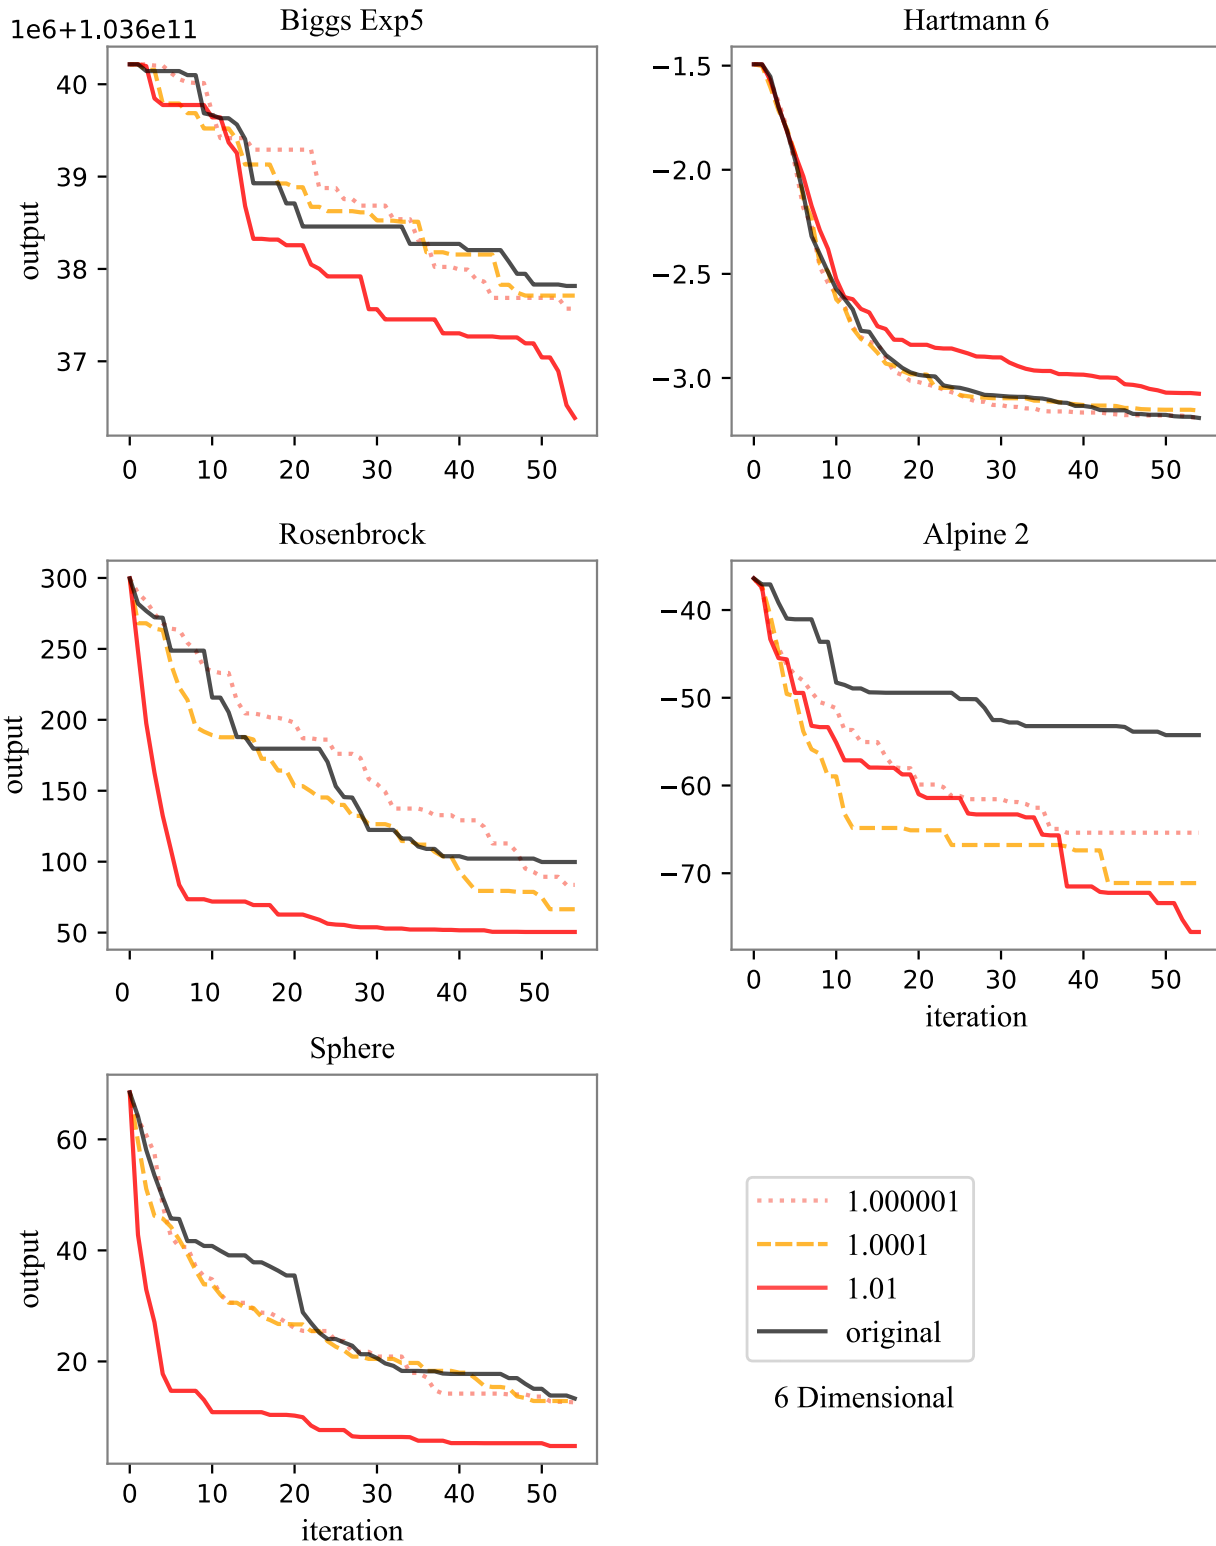 Biggs Exp5
1e6+1.036e11
output
40
39
38
37
0 10 20 30 40 50
Hartmann 6
−1.5
−2.0
−2.5
−3.0
0 10 20 30 40 50
Rosenbrock
output
300
250
200
150
100
50
0 10 20 30 40 50
Alpine 2
−40
−50
−60
−70
0 10 20 30 40 50
iteration
Sphere
output
60
40
20
0 10 20 30 40 50
iteration
1.000001
1.0001
1.01
original
6 Dimensional